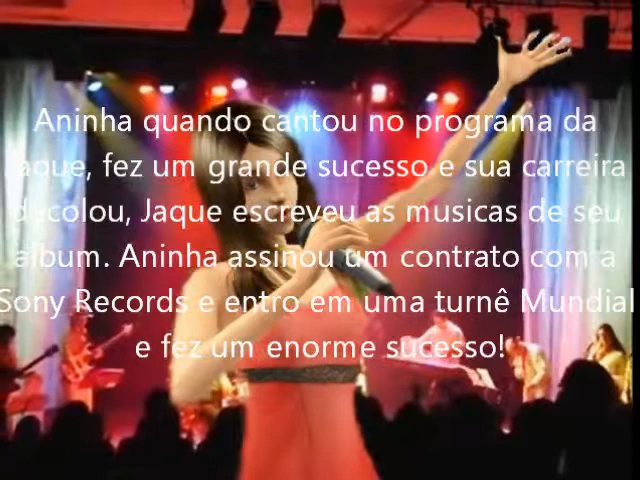 Aninha quando cantou no programa da
Jaque, fez um grande sucesso e sua carreira
decolou, Jaque escreveu as musicas de seu
album. Aninha assinou um contrato com a
Sony Records e entro em uma turnê Mundial
e fez um enorme sucesso!